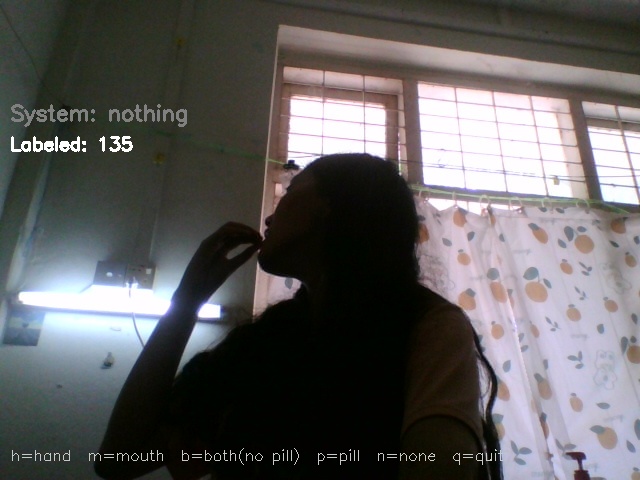 System: nothing
Labeled: 135
h=hand m=mouth b=both(no pill) p=pill n=none q=quit